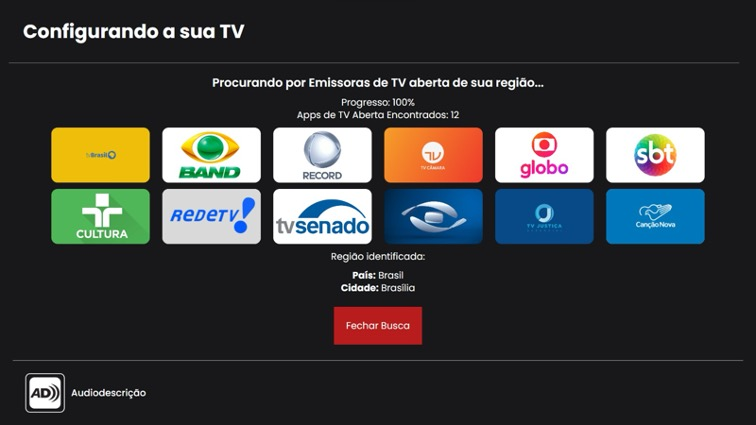 Configurando a sua TV
Procurando por Emissoras de TV aberta de sua região...
Progresso: 100%
Apps de TV Aberta Encontrados: 12
tvBrasil
BAND
RECORD
TV CÂMARA
globo
sbt
CULTURA
REDETV!
tvsenado
TV JUSTIÇA
Canção Nova
Região identificada:
País: Brasil
Cidade: Brasília
Fechar Busca
AD))) Audiodescrição